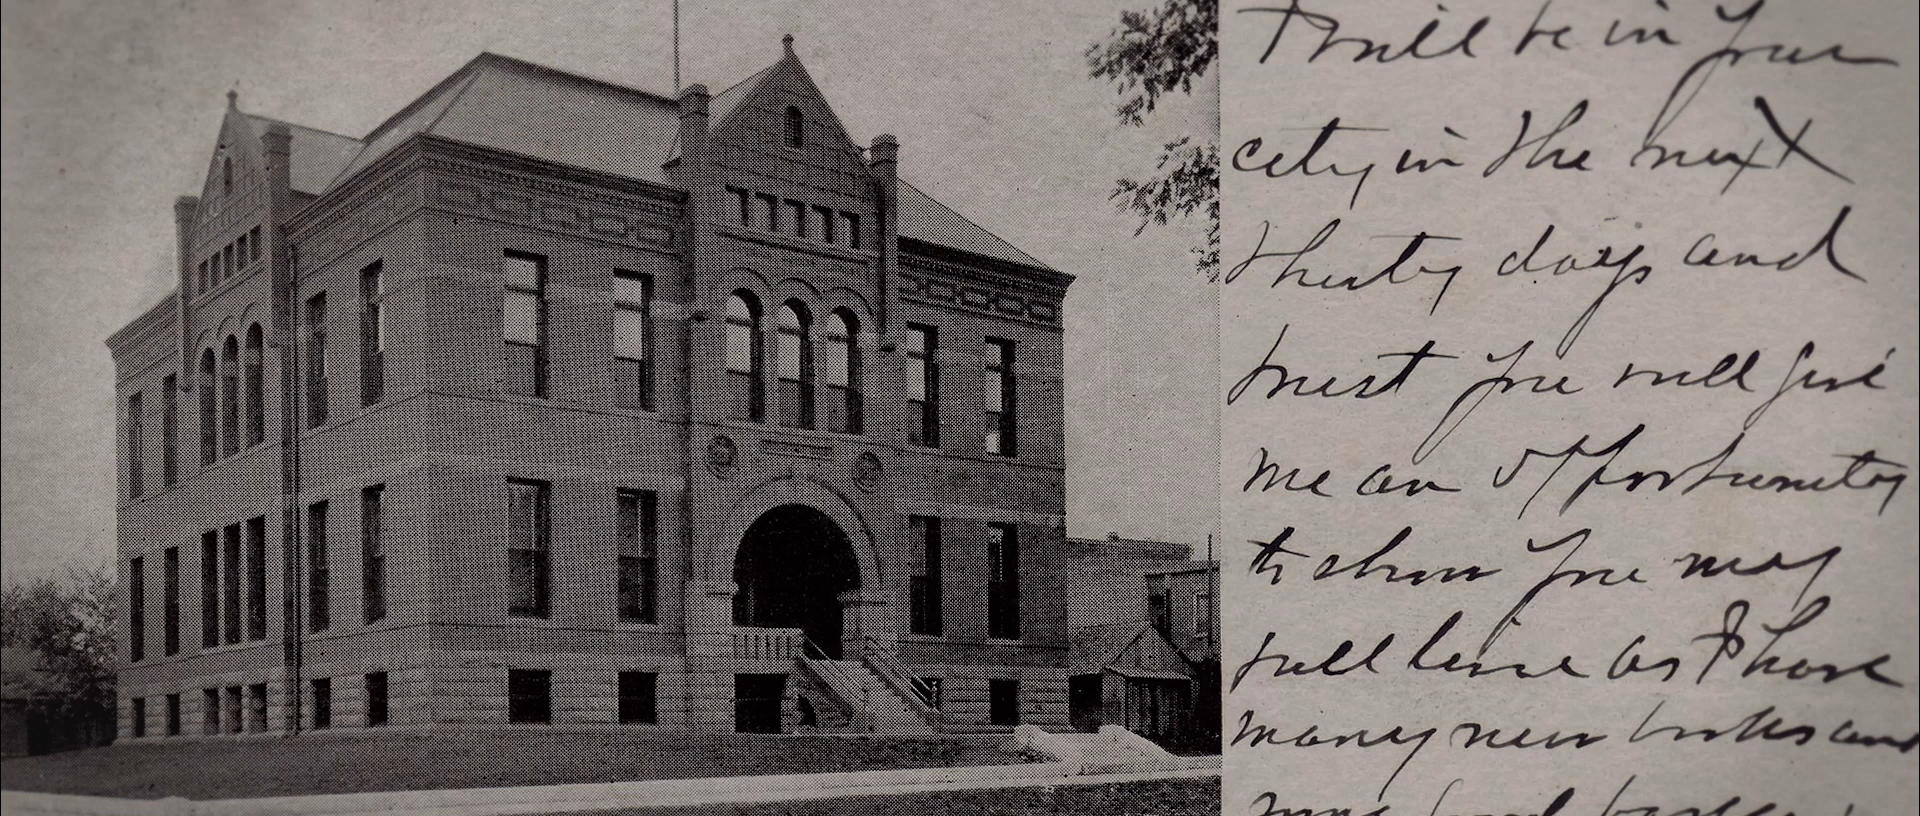 I will be in your
city in the next
thirty days and
trust you will give
me an opportunity
to show you my
full line as I have
many new books and